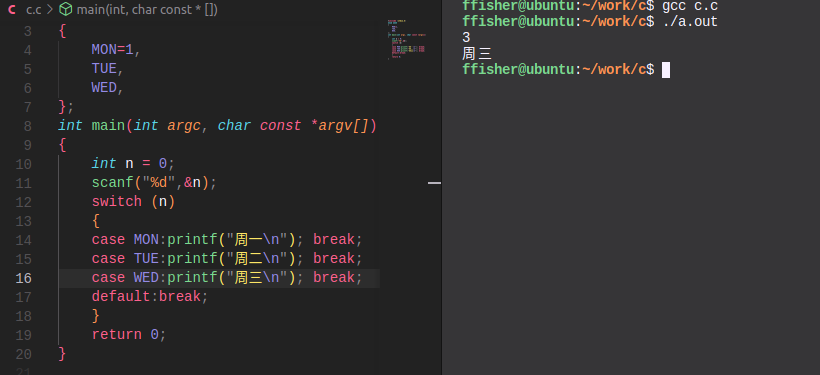 c.c > main(int, char const * [])
3 {
4 MON=1,
5 TUE,
6 WED,
7 };
8 int main(int argc, char const *argv[])
9 {
10 int n = 0;
11 scanf("%d",&n);
12 switch (n)
13 {
14 case MON:printf("周一\n"); break;
15 case TUE:printf("周二\n"); break;
16 case WED:printf("周三\n"); break;
17 default:break;
18 }
19 return 0;
20 }
21
ffisher@ubuntu:~/work/c$ gcc c.c
ffisher@ubuntu:~/work/c$ ./a.out
3
周三
ffisher@ubuntu:~/work/c$